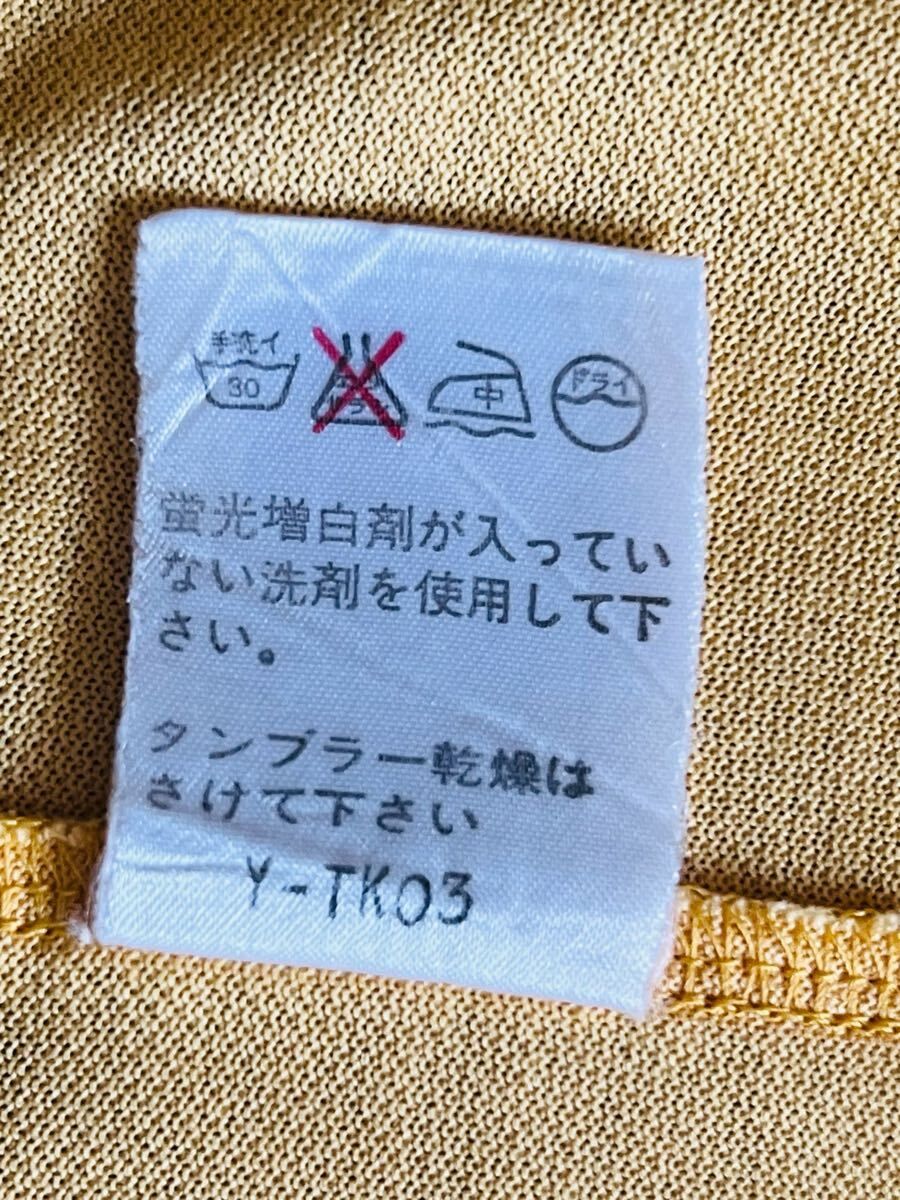 手洗イ
30
中
ドライ
蛍光増白剤が入ってい
ない洗剤を使用して下
さい。
タンブラー乾燥は
さけて下さい
Y-TK03